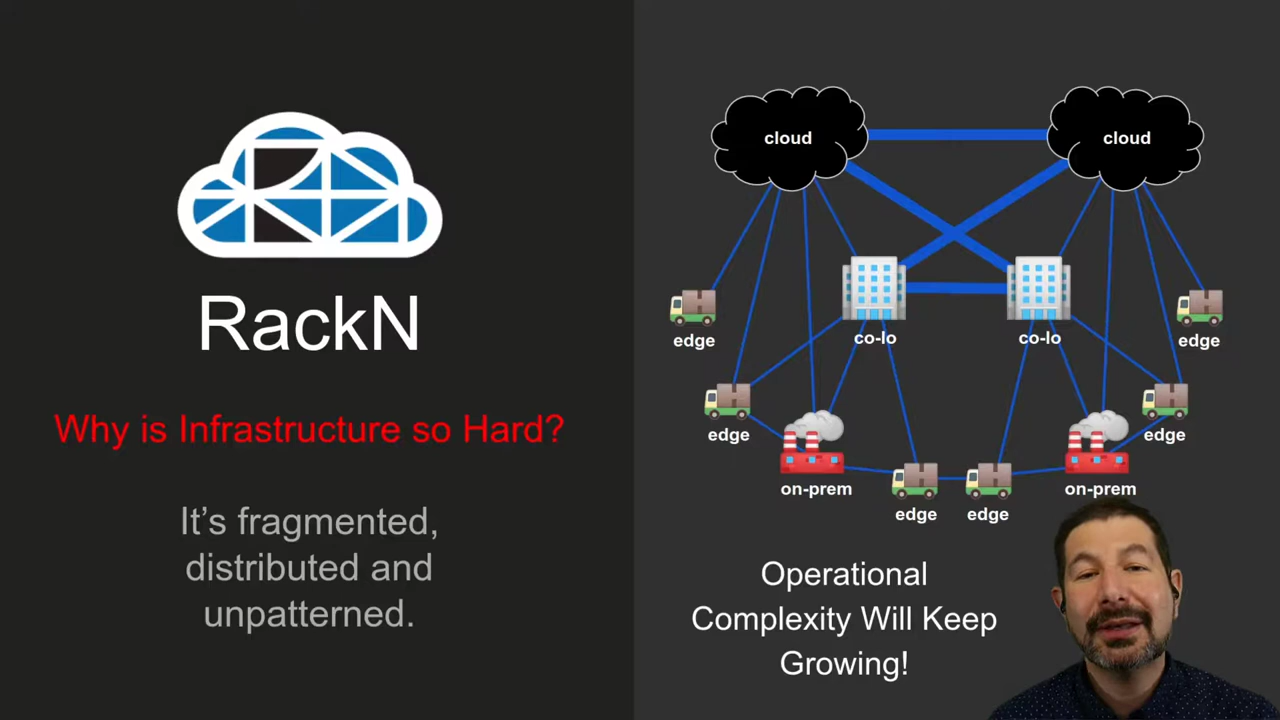 RackN
Why is Infrastructure so Hard?
It's fragmented,
distributed and
unpatterned.
cloud
cloud
co-lo
co-lo
edge
edge
edge
edge
on-prem
on-prem
edge
edge
Operational
Complexity Will Keep
Growing!